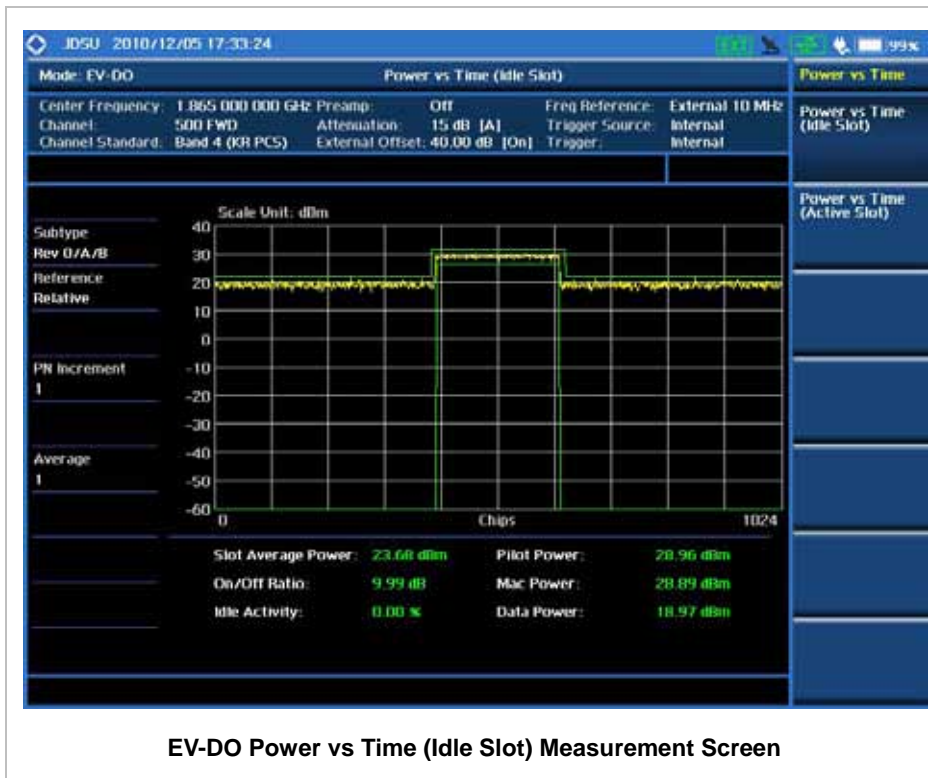 JDSU 2010/12/05 17:33:24
EXT
99%
Mode: EV-DO
Power vs Time (Idle Slot)
Power vs Time
Center Frequency: 1.865 000 000 GHz
Preamp: Off
Freq Reference: External 10 MHz
Channel: 500 FWD
Attenuation: 15 dB [A]
Trigger Source: Internal
Channel Standard: Band 4 (KR PCS)
External Offset: 40.00 dB [On]
Trigger: Internal
Power vs Time
(Idle Slot)
Power vs Time
(Active Slot)
Scale Unit: dBm
Subtype
Rev 0/A/B
Reference
Relative
PN Increment
1
Average
1
40
30
20
10
0
-10
-20
-30
-40
-50
-60
0
Chips
1024
Slot Average Power: 23.68 dBm
Pilot Power: 28.96 dBm
On/Off Ratio: 9.99 dB
Mac Power: 28.89 dBm
Idle Activity: 0.00 %
Data Power: 18.97 dBm
EV-DO Power vs Time (Idle Slot) Measurement Screen